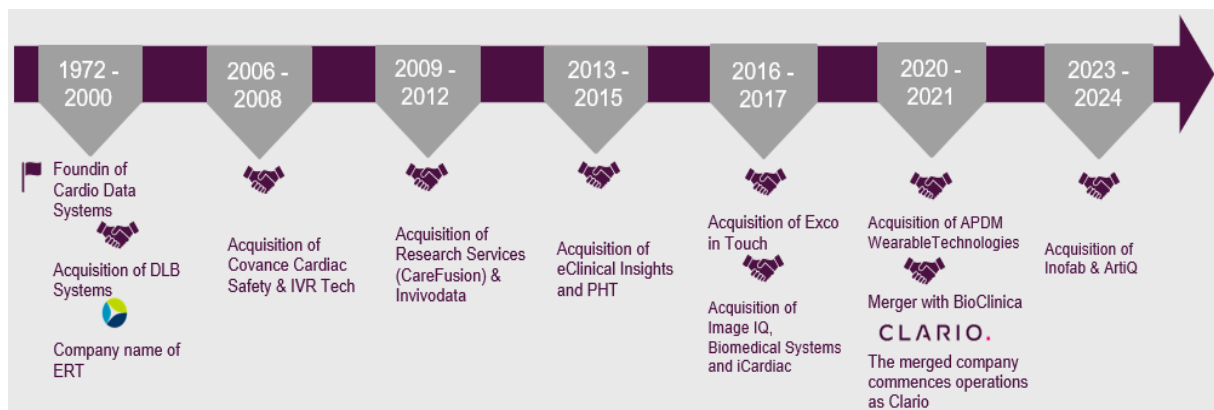 1972 -
2000
2006 -
2008
2009 -
2012
2013 -
2015
2016 -
2017
2020 -
2021
2023 -
2024
Foundin of
Cardio Data
Systems
Acquisition of DLB
Systems
Company name of
ERT
Acquisition of
Covance Cardiac
Safety & IVR Tech
Acquisition of
Research Services
(CareFusion) &
Invivodata
Acquisition of
eClinical Insights
and PHT
Acquisition of Exco
in Touch
Acquisition of
Image IQ,
Biomedical Systems
and iCardiac
Acquisition of APDM
WearableTechnologies
Merger with BioClinica
CLARIO.
The merged company
commences operations
as Clario
Acquisition of
Inofab & ArtiQ